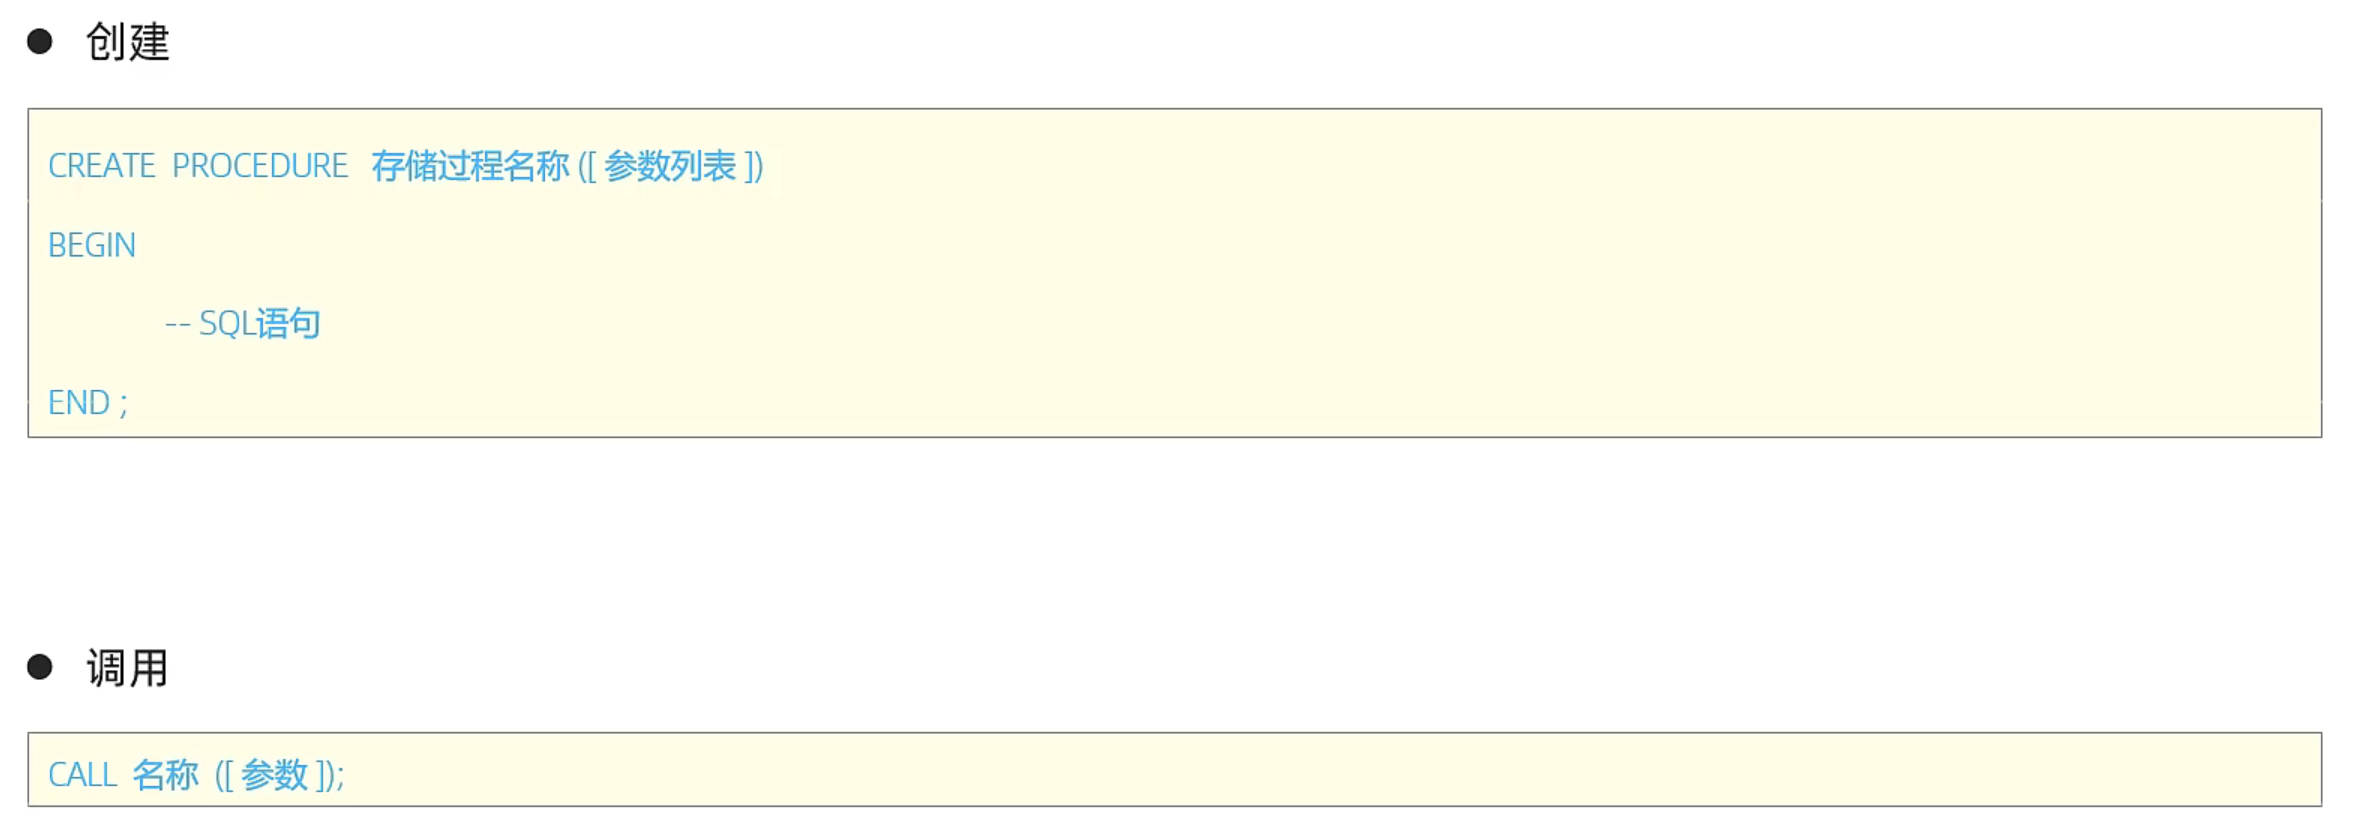 ● 创建
CREATE PROCEDURE 存储过程名称 ([ 参数列表 ])
BEGIN
-- SQL语句
END ;
● 调用
CALL 名称 ([ 参数 ]);